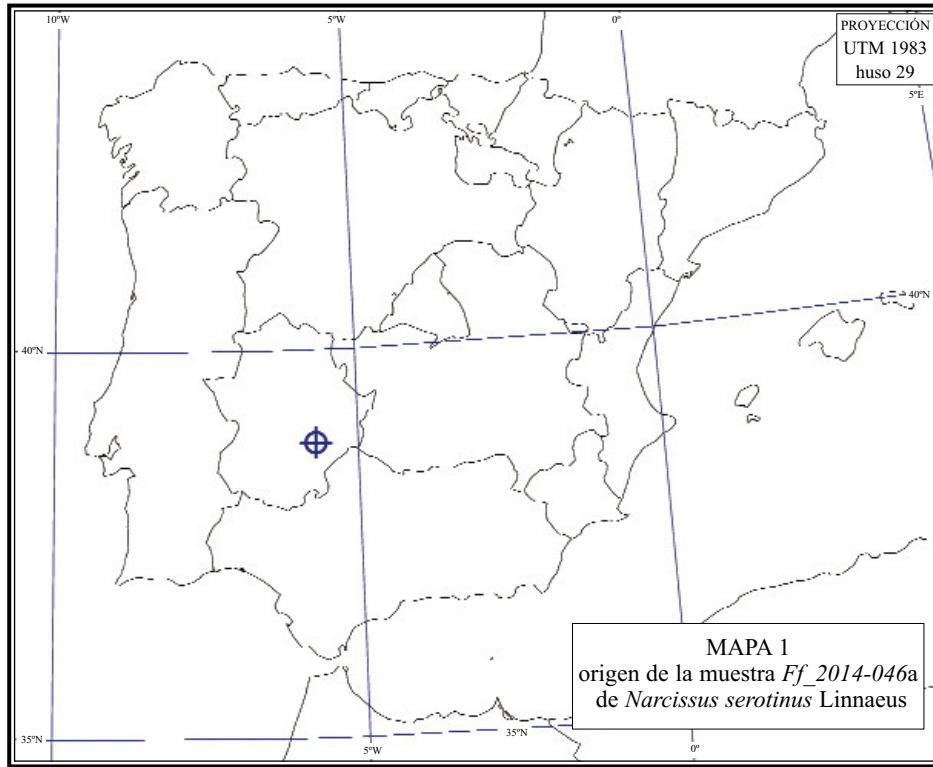 10ºW
5ºW
0º
PROYECCIÓN
UTM 1983
huso 29
5ºE
40ºN
40ºN
MAPA 1
origen de la muestra Ff_2014-046a
de Narcissus serotinus Linnaeus
35ºN
5ºW
35ºN
0º